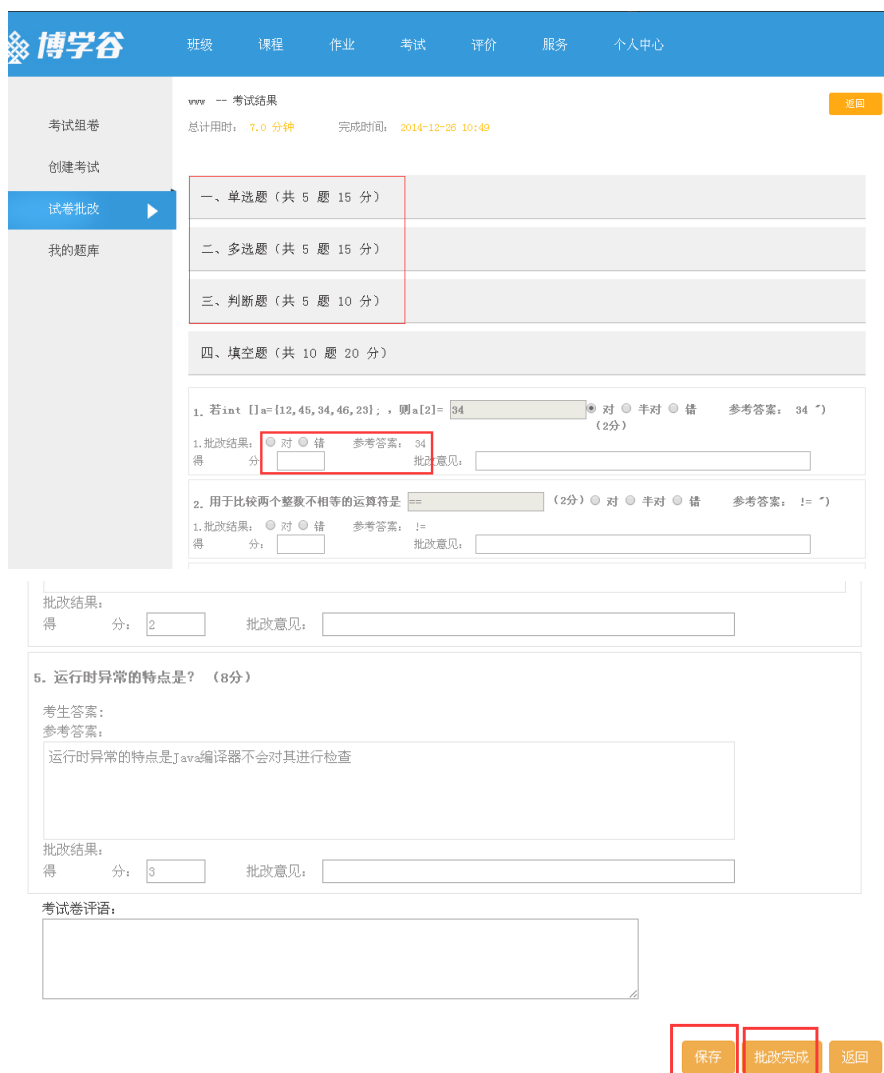 博学谷 班级 课程 作业 考试 评价 服务 个人中心
www -- 考试结果
返回
总计用时： 7.0 分钟 完成时间： 2014-12-26 10:49
考试组卷
创建考试
试卷批改
我的题库
一、单选题（共 5 题 15 分）
二、多选题（共 5 题 15 分）
三、判断题（共 5 题 10 分）
四、填空题（共 10 题 20 分）
1. 若int []a={12,45,34,46,23}; ，则a[2]= 34 对 半对 错 参考答案： 34 ")
（2分）
1.批改结果： 对 错 参考答案： 34
得 分： 批改意见：
2. 用于比较两个整数不相等的运算符是 == （2分） 对 半对 错 参考答案： != ")
1.批改结果： 对 错 参考答案： !=
得 分： 批改意见：
批改结果：
得 分： 2 批改意见：
5. 运行时异常的特点是？ （8分）
考生答案：
参考答案：
运行时异常的特点是Java编译器不会对其进行检查
批改结果：
得 分： 3 批改意见：
考试卷评语：
保存 批改完成 返回